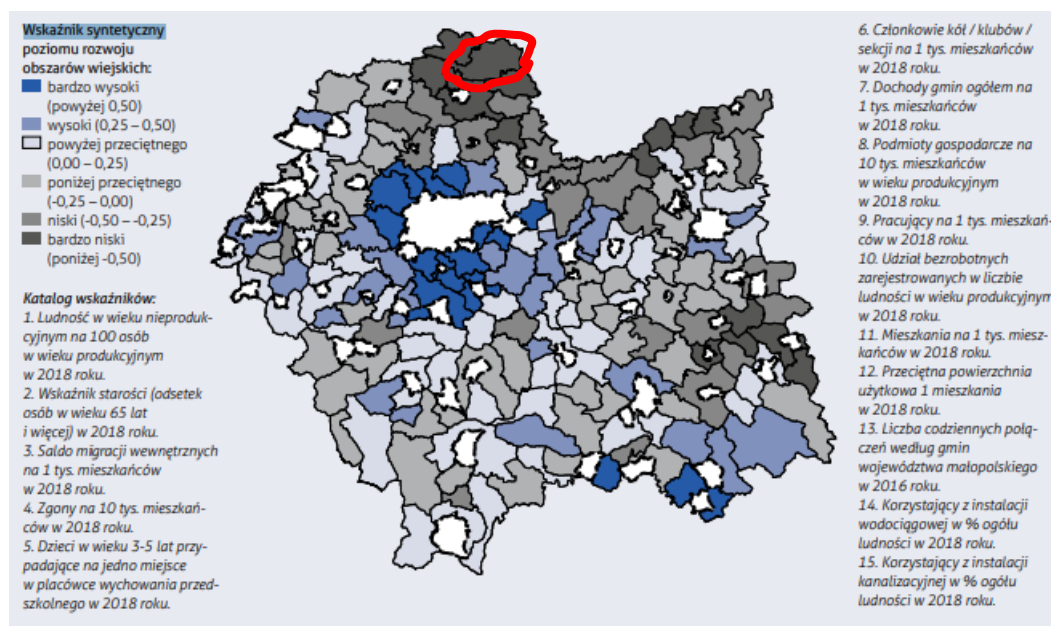 Wskaźnik syntetyczny
poziomu rozwoju
obszarów wiejskich:
bardzo wysoki
(powyżej 0,50)
wysoki (0,25 – 0,50)
powyżej przeciętnego
(0,00 – 0,25)
poniżej przeciętnego
(-0,25 – 0,00)
niski (-0,50 – -0,25)
bardzo niski
(poniżej -0,50)
Katalog wskaźników:
1. Ludność w wieku nieproduk-
cyjnym na 100 osób
w wieku produkcyjnym
w 2018 roku.
2. Wskaźnik starości (odsetek
osób w wieku 65 lat
i więcej) w 2018 roku.
3. Saldo migracji wewnętrznych
na 1 tys. mieszkańców
w 2018 roku.
4. Zgony na 10 tys. mieszkań-
ców w 2018 roku.
5. Dzieci w wieku 3-5 lat przy-
padające na jedno miejsce
w placówce wychowania przed-
szkolnego w 2018 roku.
6. Członkowie kół / klubów /
sekcji na 1 tys. mieszkańców
w 2018 roku.
7. Dochody gmin ogółem na
1 tys. mieszkańców
w 2018 roku.
8. Podmioty gospodarcze na
10 tys. mieszkańców
w wieku produkcyjnym
w 2018 roku.
9. Pracujący na 1 tys. mieszkań-
ców w 2018 roku.
10. Udział bezrobotnych
zarejestrowanych w liczbie
ludności w wieku produkcyjnym
w 2018 roku.
11. Mieszkania na 1 tys. miesz-
kańców w 2018 roku.
12. Przeciętna powierzchnia
użytkowa 1 mieszkania
w 2018 roku.
13. Liczba codziennych połą-
czeń według gmin
województwa małopolskiego
w 2016 roku.
14. Korzystający z instalacji
wodociągowej w % ogółu
ludności w 2018 roku.
15. Korzystający z instalacji
kanalizacyjnej w % ogółu
ludności w 2018 roku.